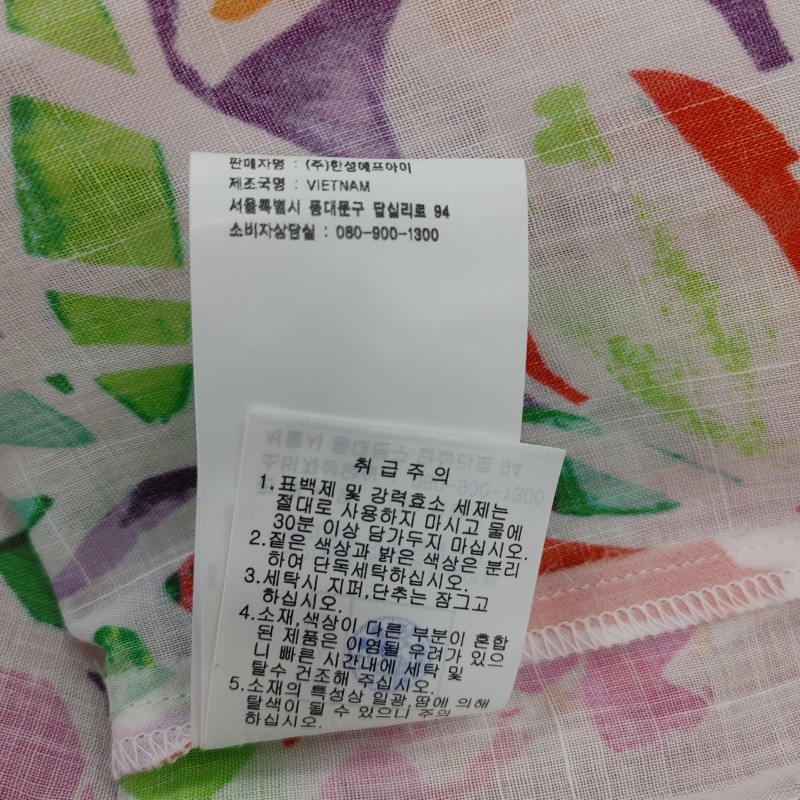 판매자명 : (주)한성에프아이
제조국명 : VIETNAM
서울특별시 동대문구 답십리로 94
소비자상담실 : 080-900-1300
취급주의
1. 표백제 및 강력효소 세제는
절대로 사용하지 마시고 물에
30분 이상 담가두지 마십시오.
2. 짙은 색상과 밝은 색상은 분리
하여 단독세탁하십시오.
3. 세탁시 지퍼,단추는 잠그고
하십시오.
4. 소재,색상이 다른 부분이 혼합
된 제품은 이염될 우려가 있으
니 빠른 시간내에 세탁 및
탈수 건조해 주십시오.
5. 소재의 특성상 일광,땀에 의해
탈색이 될 수 있으니 주의
하십시오.